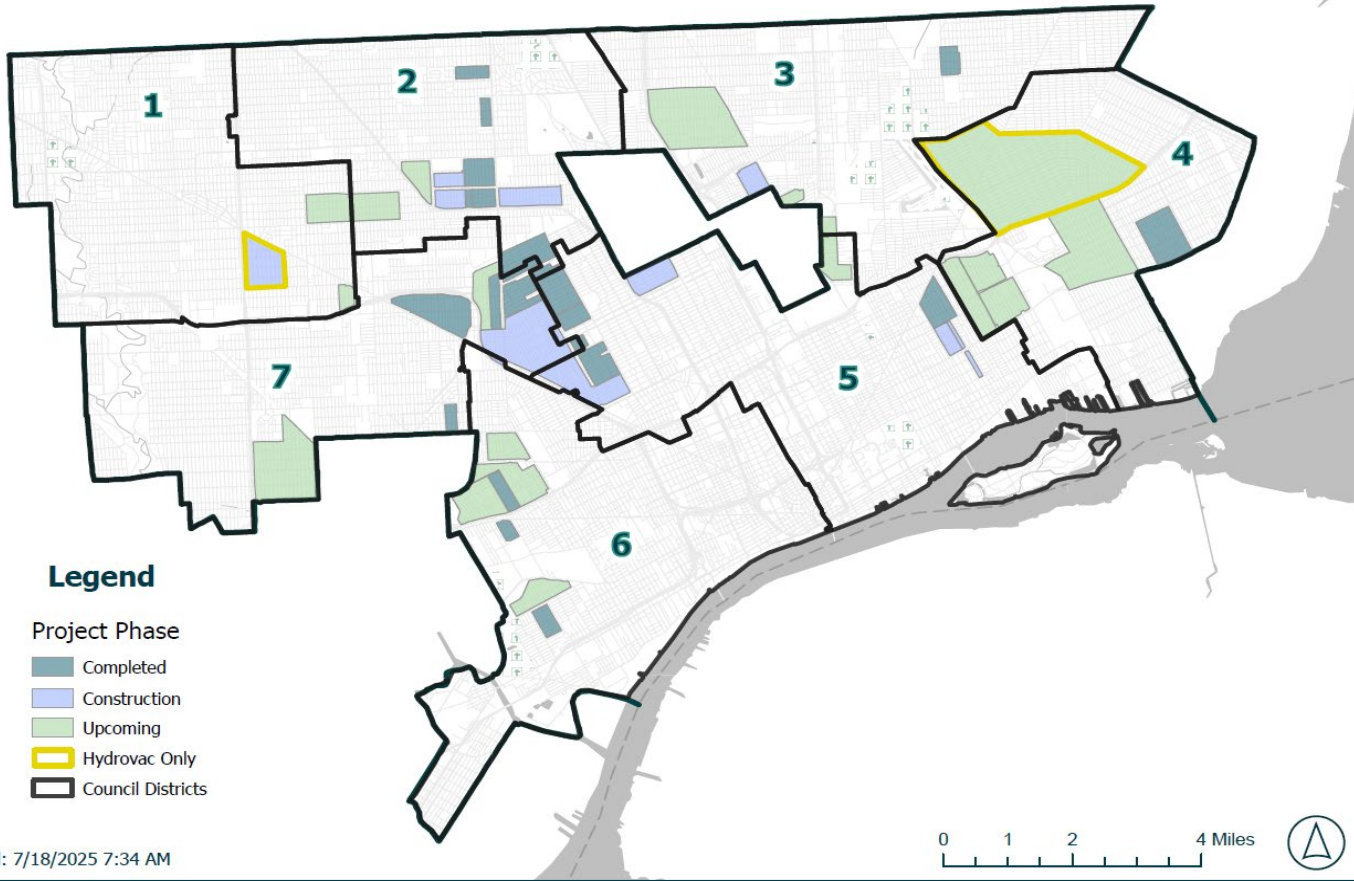 1
2
3
4
5
6
7
Legend
Project Phase
Completed
Construction
Upcoming
Hydrovac Only
Council Districts
: 7/18/2025 7:34 AM
0 1 2 4 Miles